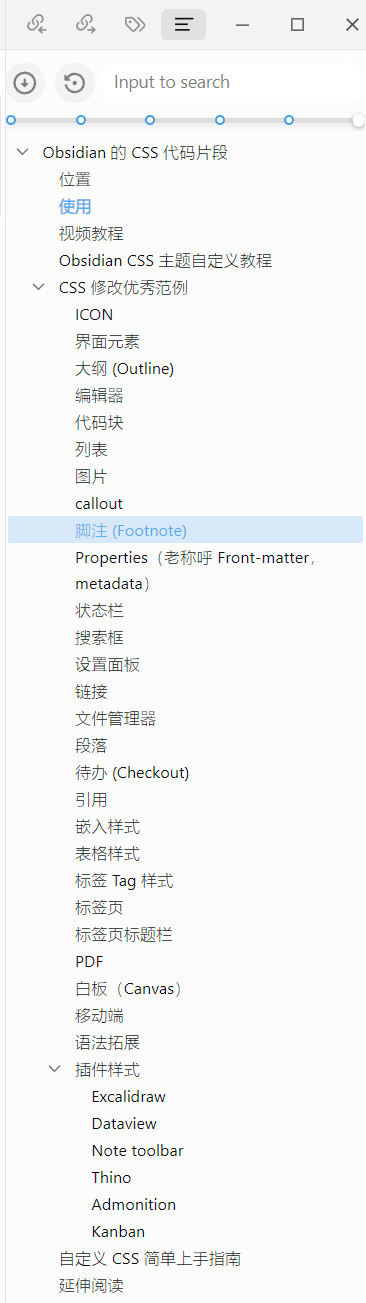 Input to search
Obsidian 的 CSS 代码片段
位置
使用
视频教程
Obsidian CSS 主题自定义教程
CSS 修改优秀范例
ICON
界面元素
大纲 (Outline)
编辑器
代码块
列表
图片
callout
脚注 (Footnote)
Properties（老称呼 Front-matter，
metadata）
状态栏
搜索框
设置面板
链接
文件管理器
段落
待办 (Checkout)
引用
嵌入样式
表格样式
标签 Tag 样式
标签页
标签页标题栏
PDF
白板（Canvas）
移动端
语法拓展
插件样式
Excalidraw
Dataview
Note toolbar
Thino
Admonition
Kanban
自定义 CSS 简单上手指南
延伸阅读